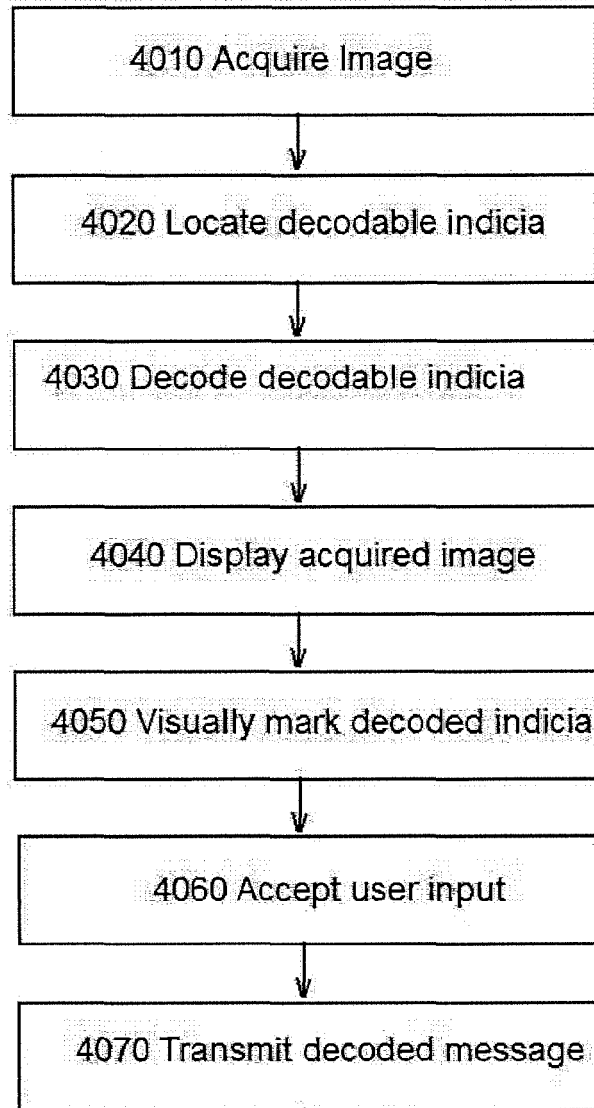 4010 Acquire Image
4020 Locate decodable indicia
4030 Decode decodable indicia
4040 Display acquired image
4050 Visually mark decoded indicia
4060 Accept user input
4070 Transmit decoded message